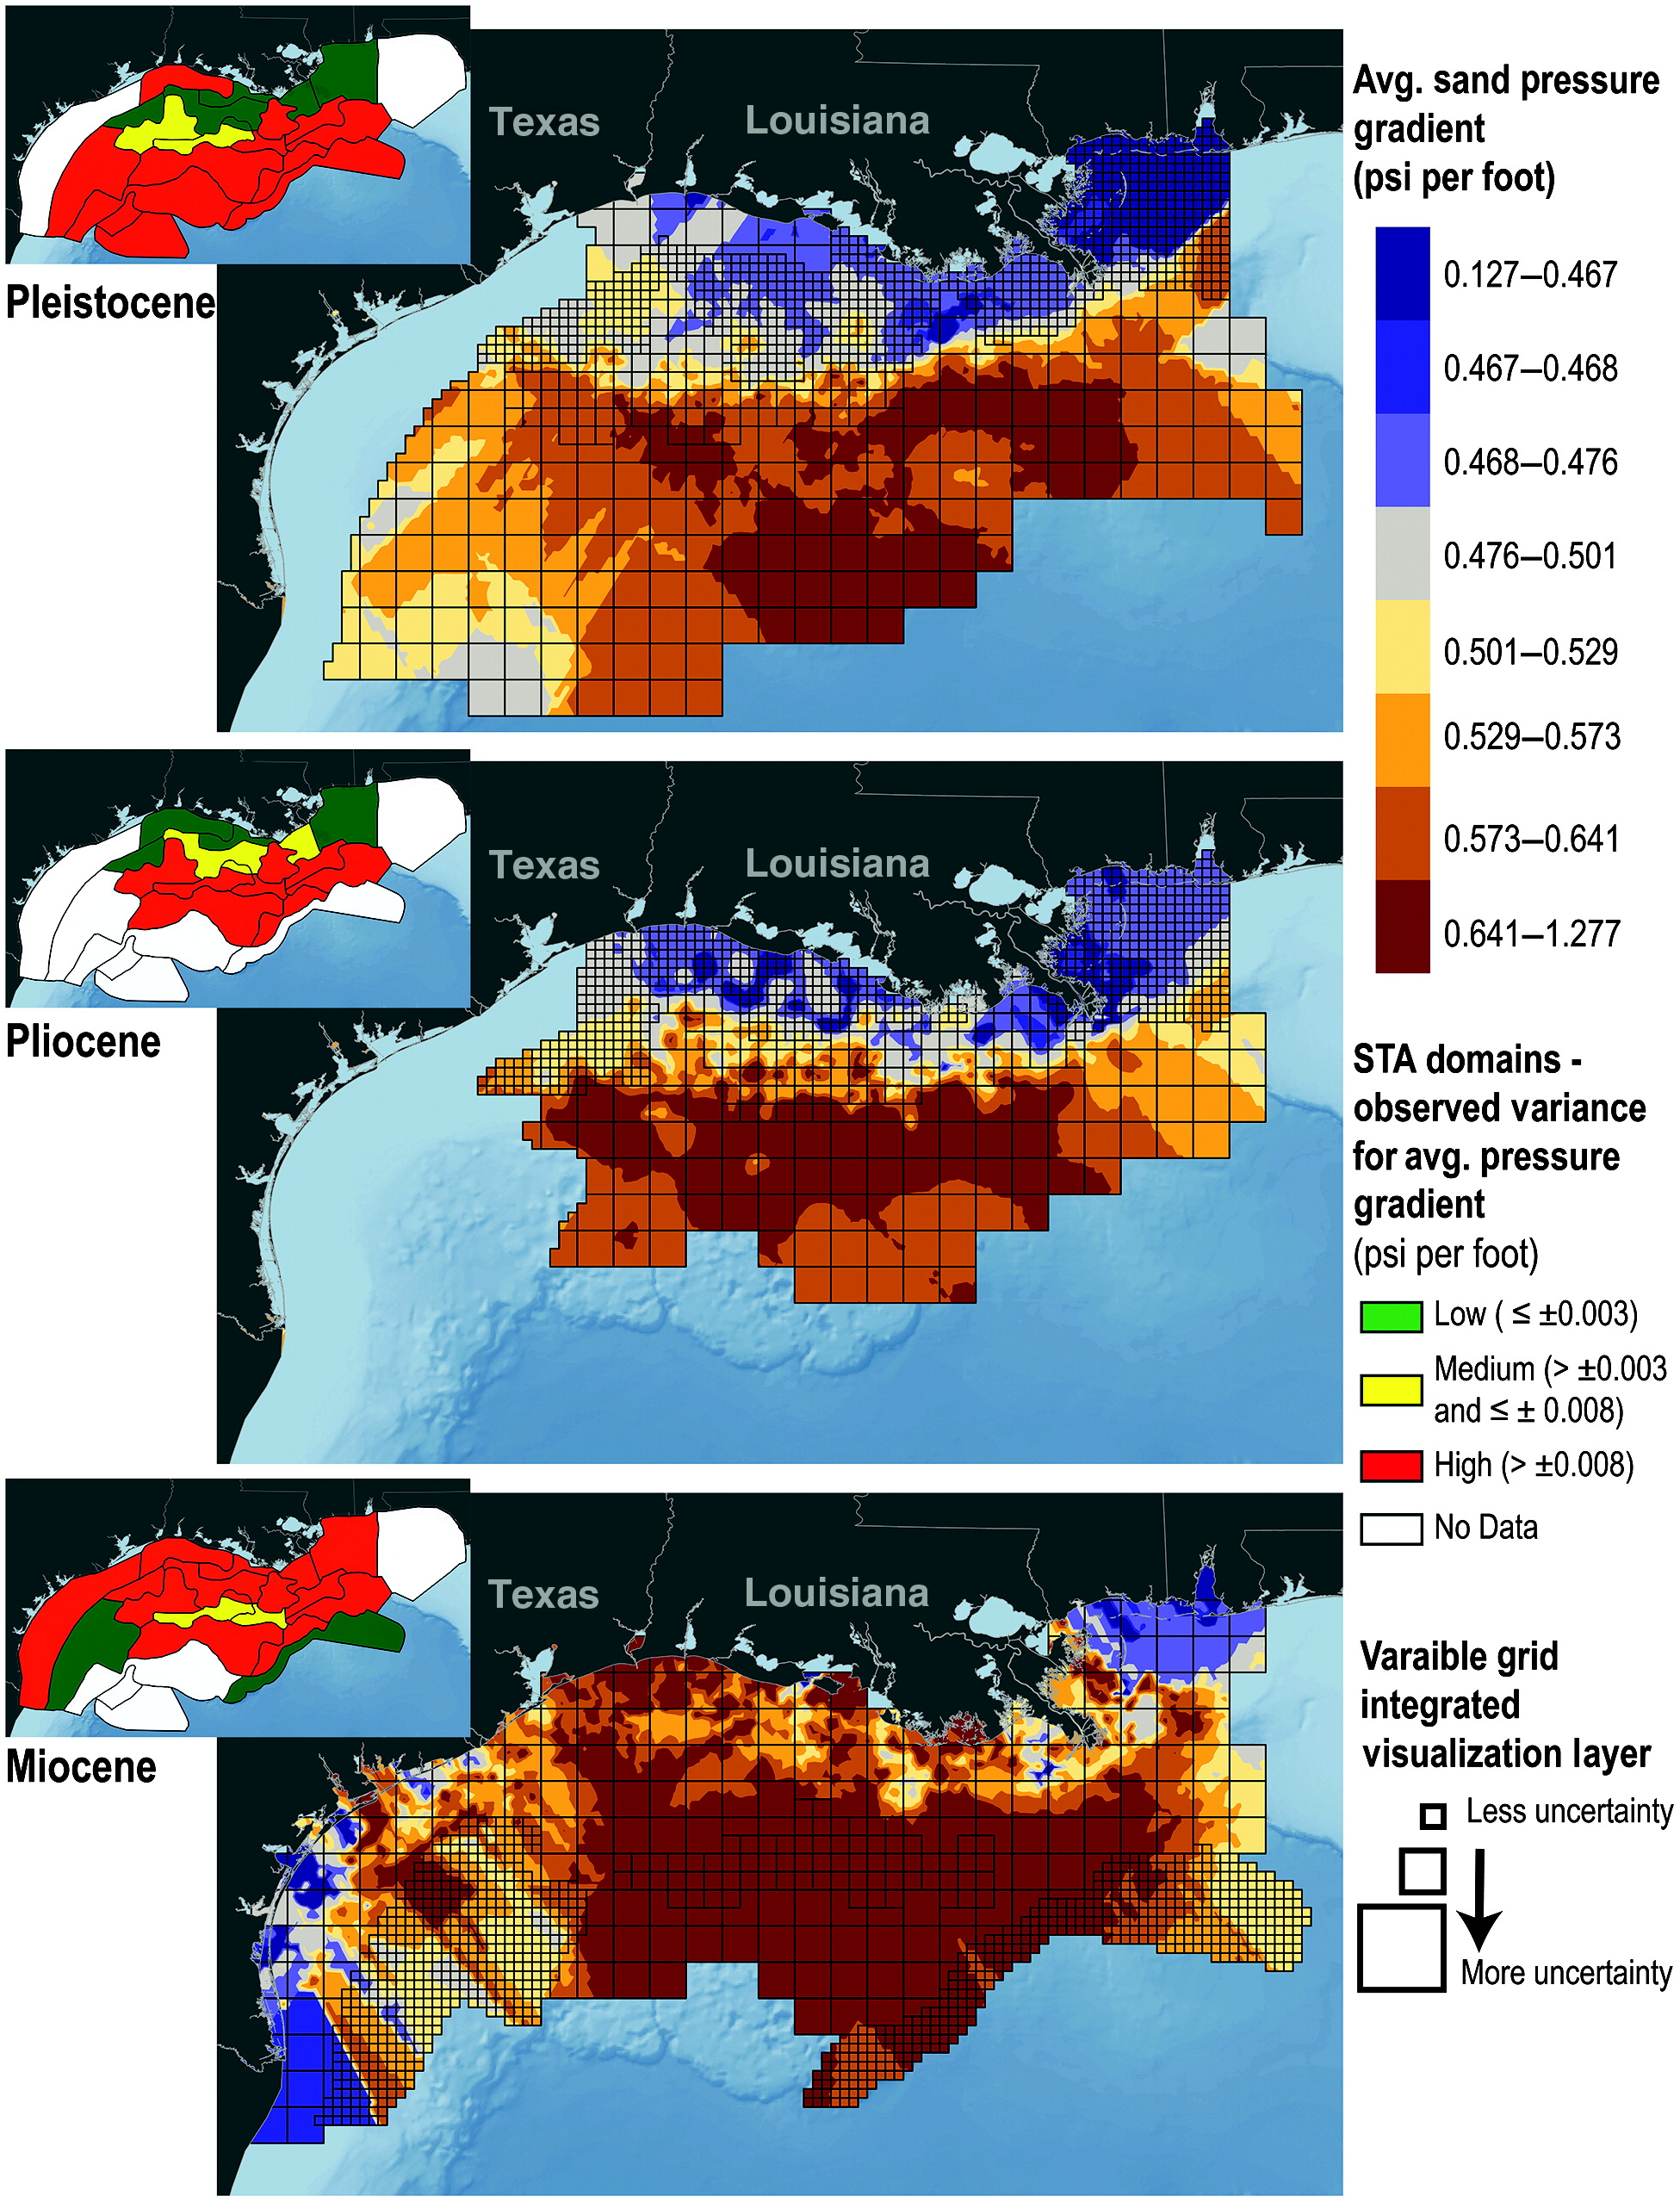 Texas
Louisiana
Pleistocene
Avg. sand pressure
gradient
(psi per foot)
0.127–0.467
0.467–0.468
0.468–0.476
0.476–0.501
0.501–0.529
0.529–0.573
0.573–0.641
0.641–1.277
Texas
Louisiana
Pliocene
STA domains -
observed variance
for avg. pressure
gradient
(psi per foot)
Low ( ≤ ±0.003)
Medium (> ±0.003
and ≤ ± 0.008)
High (> ±0.008)
No Data
Texas
Louisiana
Miocene
Varaible grid
integrated
visualization layer
Less uncertainty
More uncertainty